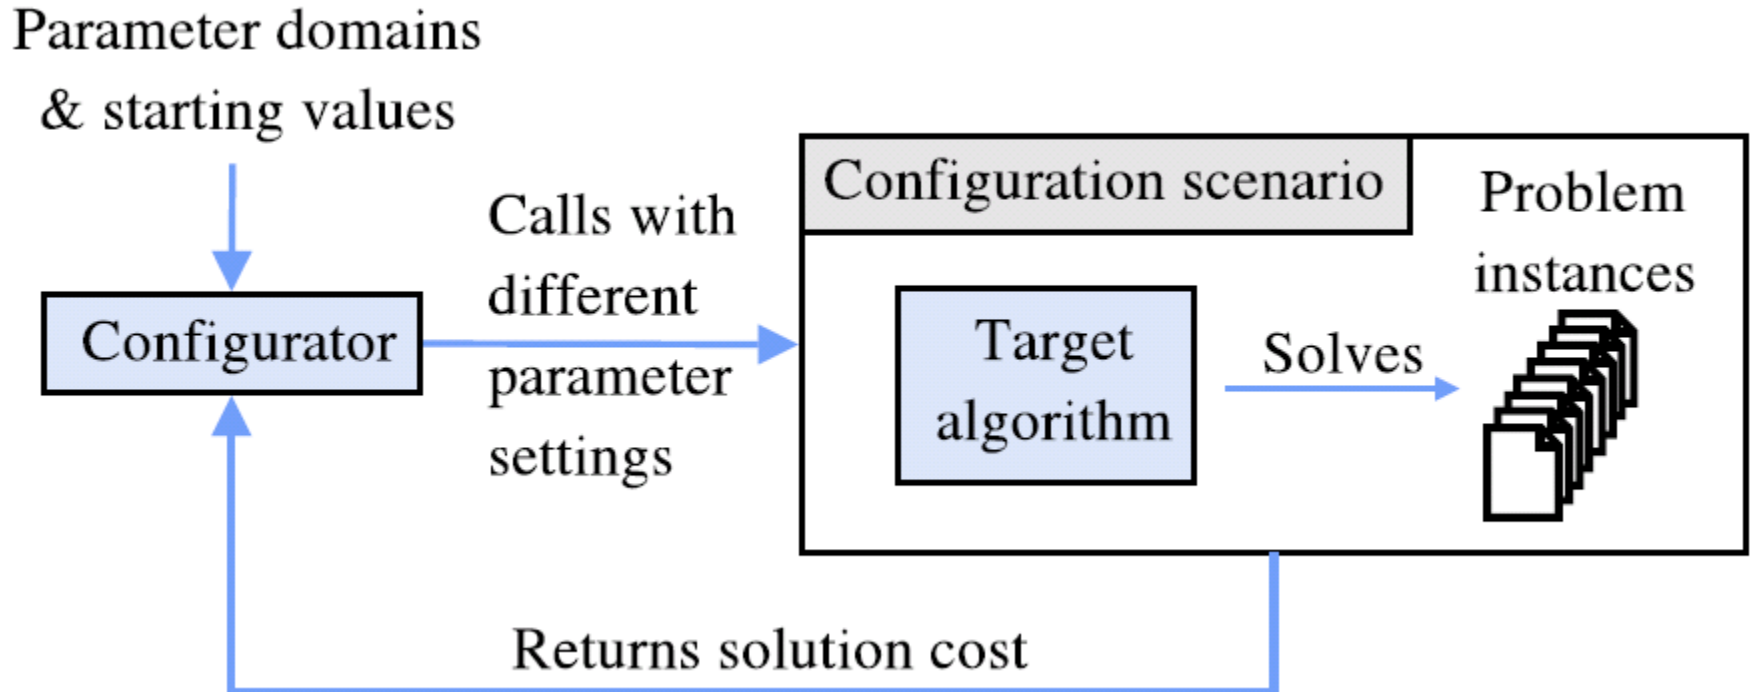 Parameter domains
& starting values
Configurator
Calls with
different
parameter
settings
Configuration scenario
Target
algorithm
Solves
Problem
instances
Returns solution cost